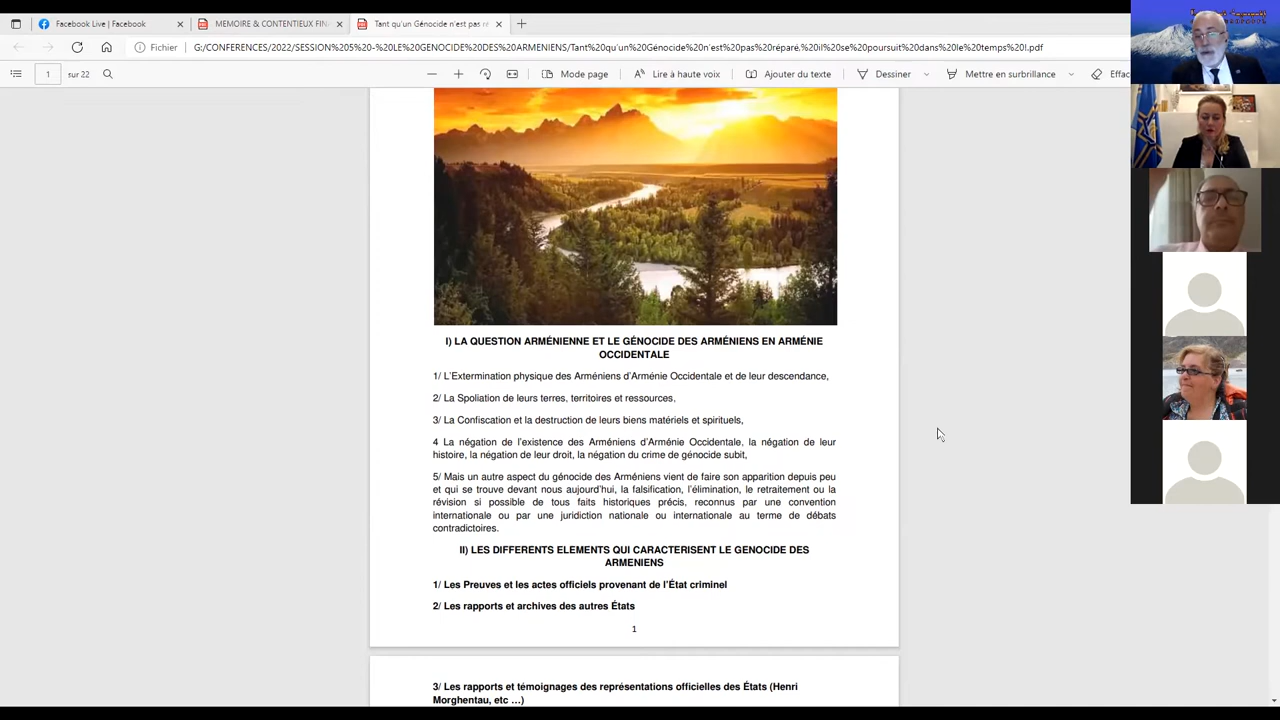 Facebook Live | Facebook
MEMOIRE & CONTENTIEUX FIN
Tant qu'un Génocide n'est pas ré
Fichier
G:/CONFERENCES/2022/SESSION%205%20-%20LE%20GENOCIDE%20DES%20ARMENIENS/Tant%20qu'un%20Génocide%20n'est%20pas%20réparé,%20il%20se%20poursuit%20dans%20le%20temps%20I.pdf
1
sur 22
Mode page
Lire à haute voix
Ajouter du texte
Dessiner
Mettre en surbrillance
Effac
I) LA QUESTION ARMÉNIENNE ET LE GÉNOCIDE DES ARMÉNIENS EN ARMÉNIE
OCCIDENTALE
1/ L'Extermination physique des Arméniens d'Arménie Occidentale et de leur descendance,
2/ La Spoliation de leurs terres, territoires et ressources,
3/ La Confiscation et la destruction de leurs biens matériels et spirituels,
4 La négation de l'existence des Arméniens d'Arménie Occidentale, la négation de leur
histoire, la négation de leur droit, la négation du crime de génocide subit,
5/ Mais un autre aspect du génocide des Arméniens vient de faire son apparition depuis peu
et qui se trouve devant nous aujourd'hui, la falsification, l'élimination, le retraitement ou la
révision si possible de tous faits historiques précis, reconnus par une convention
internationale ou par une juridiction nationale ou internationale au terme de débats
contradictoires.
II) LES DIFFERENTS ELEMENTS QUI CARACTERISENT LE GENOCIDE DES
ARMENIENS
1/ Les Preuves et les actes officiels provenant de l'État criminel
2/ Les rapports et archives des autres États
1
3/ Les rapports et témoignages des représentations officielles des États (Henri
Morghentau, etc ...)